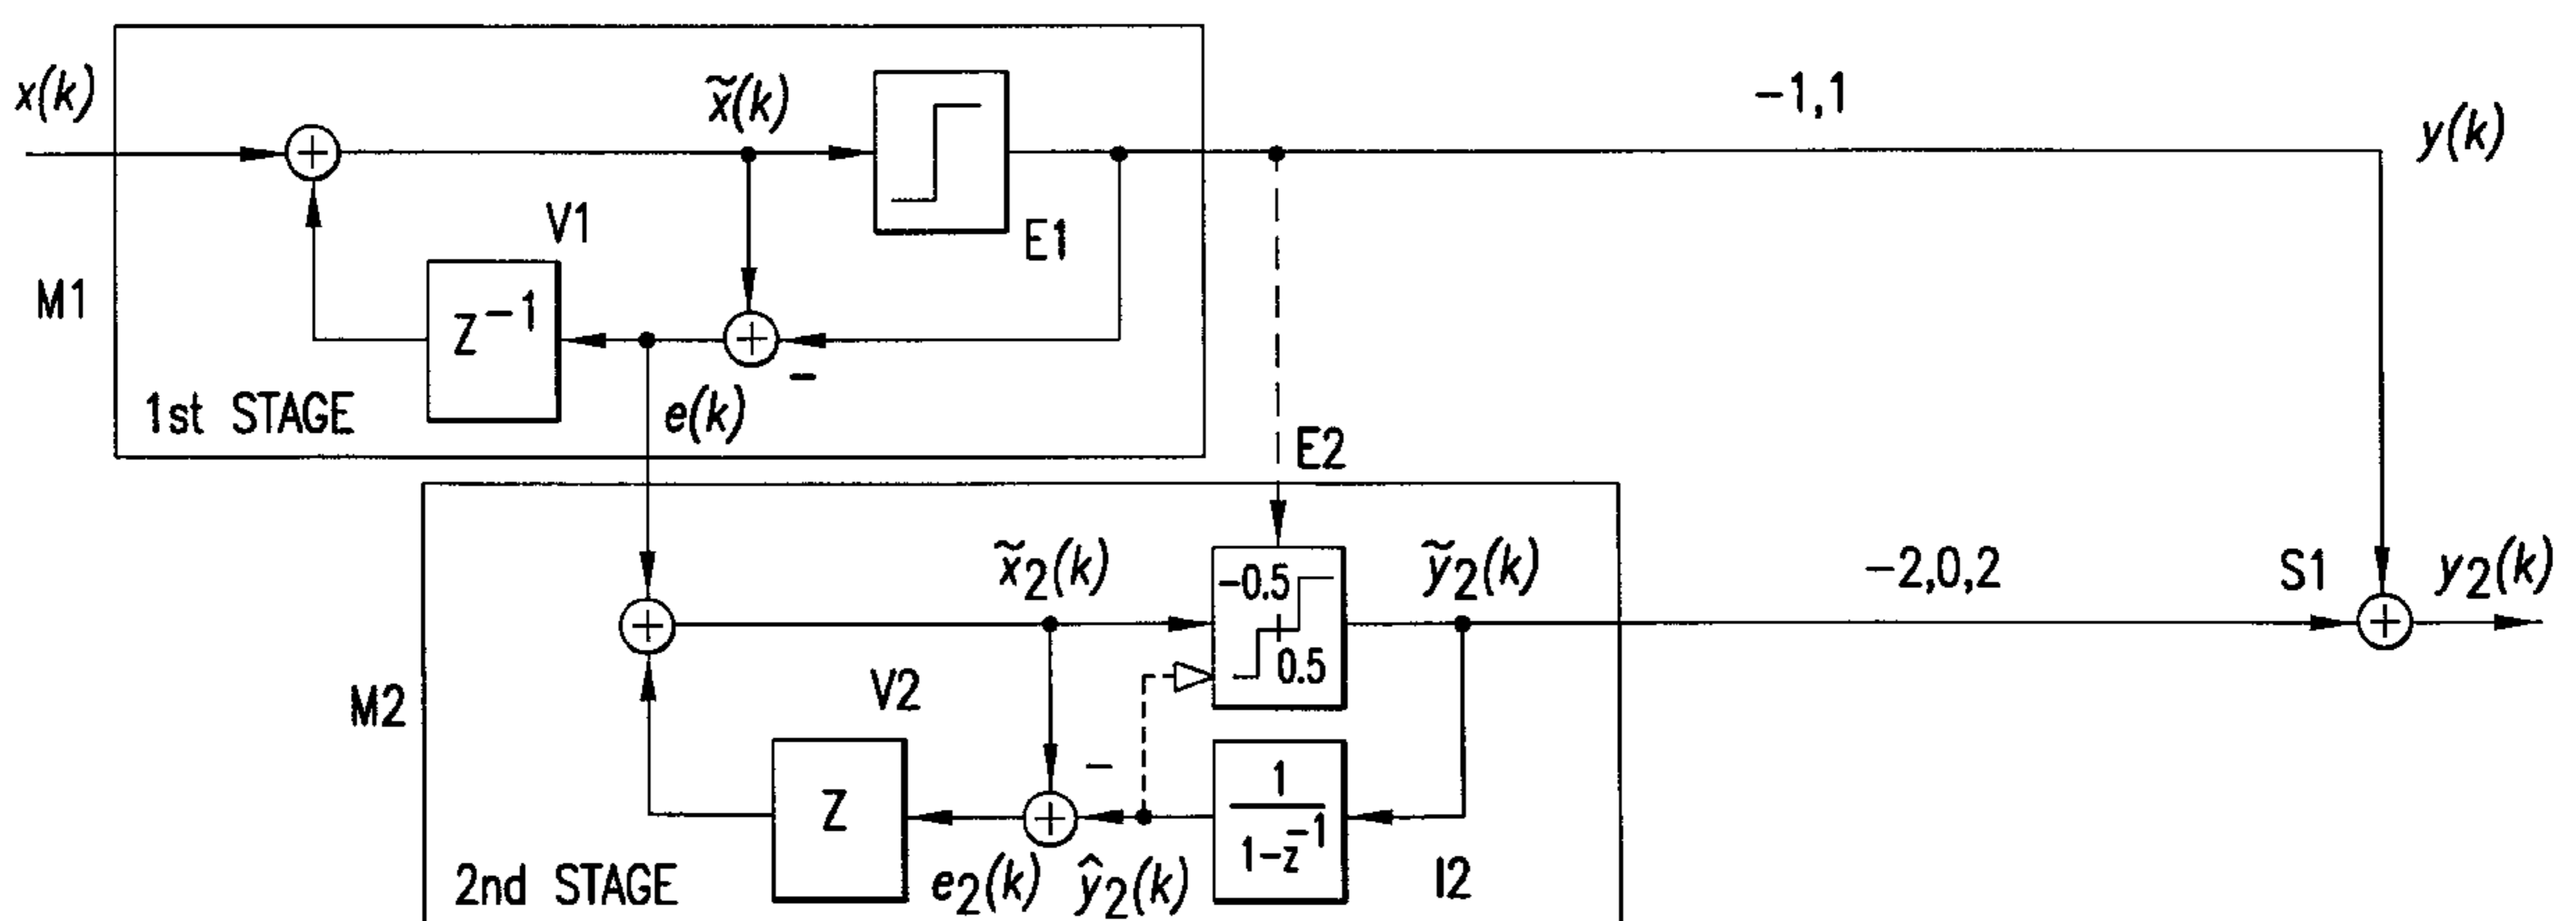 x(k)
x̃(k)
-1,1
y(k)
V1
E1
M1
z⁻¹
1st STAGE
e(k)
E2
x̃₂(k)
-0.5
0.5
ỹ₂(k)
-2,0,2
S1
y₂(k)
M2
V2
z
1
1-z⁻¹
2nd STAGE
e₂(k)
ŷ₂(k)
I2